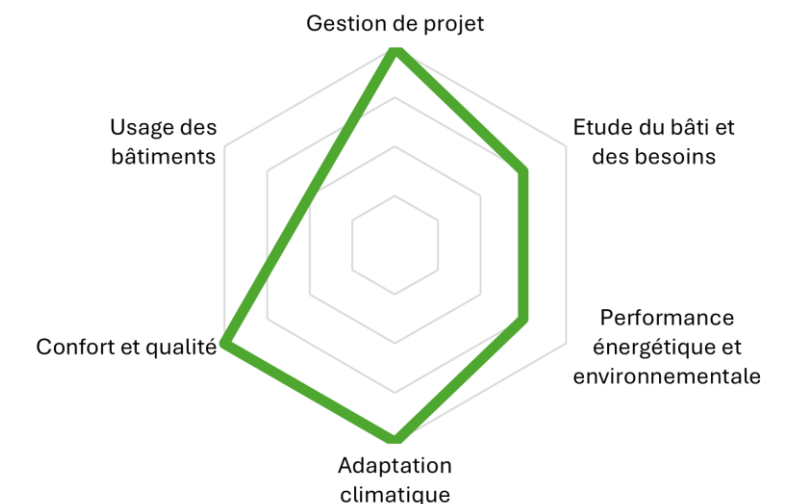 Gestion de projet
Usage des
bâtiments
Etude du bâti et
des besoins
Confort et qualité
Performance
énergétique et
environnementale
Adaptation
climatique